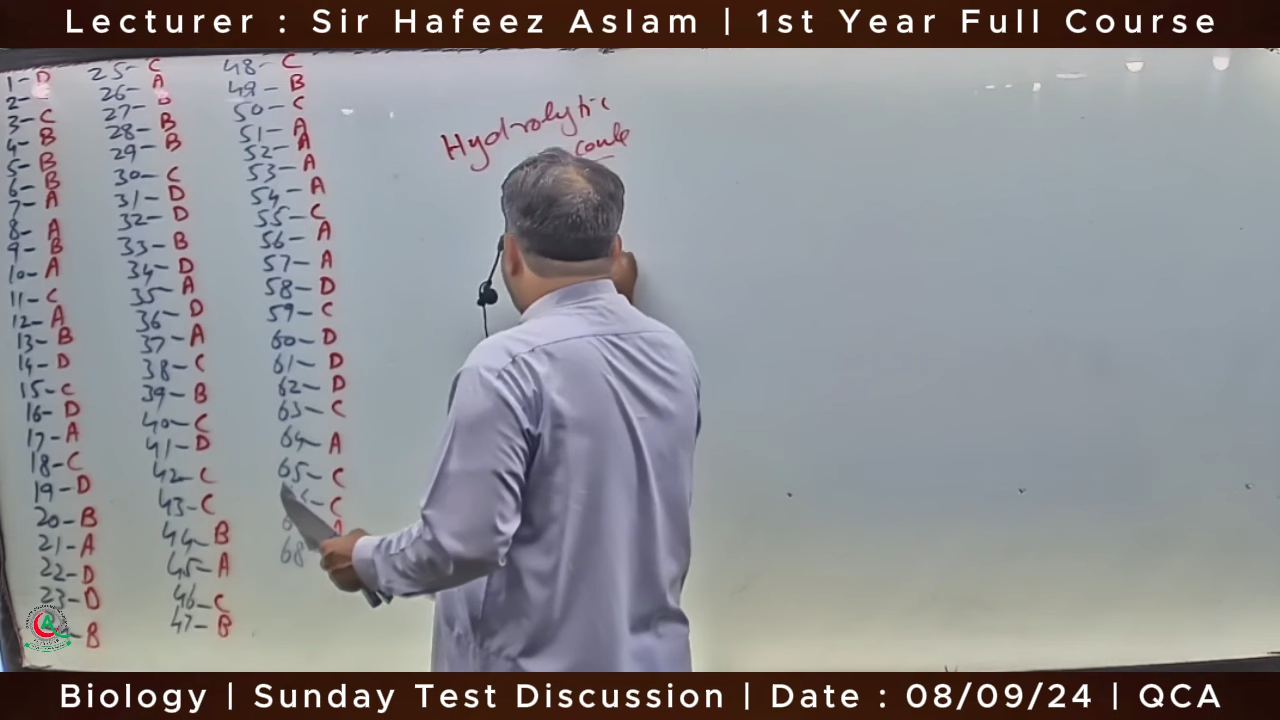 Lecturer : Sir Hafeez Aslam | 1st Year Full Course
1- D
2-
3- C
4- B
5- B
6- B
7- A
8- A
9- B
10- A
11- C
12- A
13- B
14- D
15- C
16- D
17- A
18- C
19- D
20- B
21- A
22- D
23- D
B
25- C
26- A
27-
28- B
29- B
30- C
31- D
32- D
33- B
34- D
35- A
36- D
37- A
38- C
39- B
40- C
41- D
42- C
43- C
44- B
45- A
46- C
47- B
48- C
49- B
50- C
51- A
52- A
53- A
54- A
55- C
56- A
57- A
58- D
59- C
60- D
61- D
62- D
63- C
64- A
65- C
- C
68
Hydrolytic
Biology | Sunday Test Discussion | Date : 08/09/24 | QCA